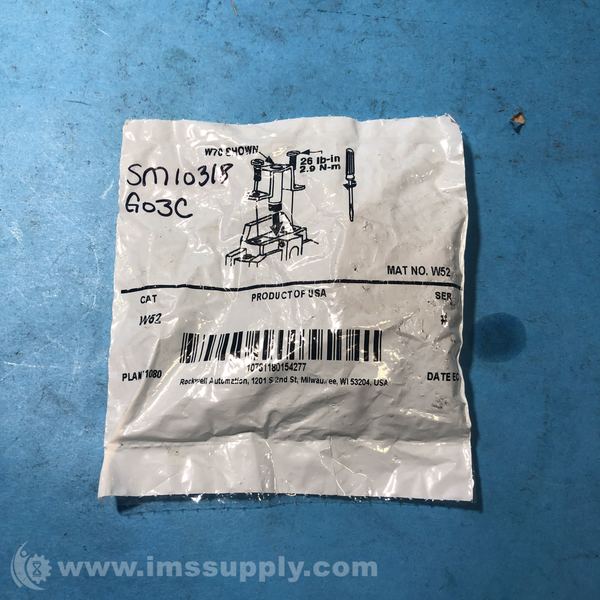 W70 SHOWN
26 lb-in
2.9 N-m
SM10318
G03C
MAT NO. W52
CAT PRODUCT OF USA SER
W52
10781180154277
PLANT 1080 DATE
Rockwell Automation, 1201 S 2nd St, Milwaukee, WI 53204, USA
www.imssupply.com